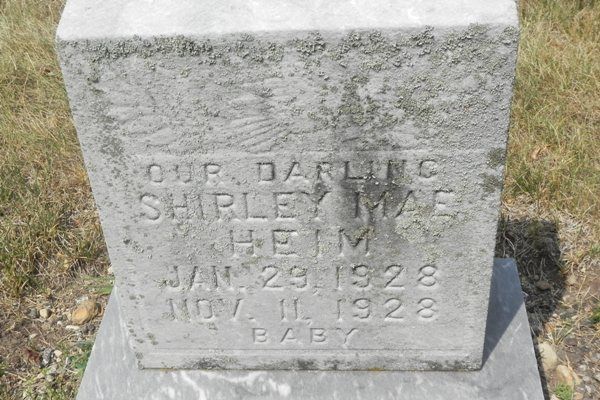 OUR DARLING
SHIRLEY MAE
HEIM
JAN. 29, 1928
NOV. 11, 1928
BABY